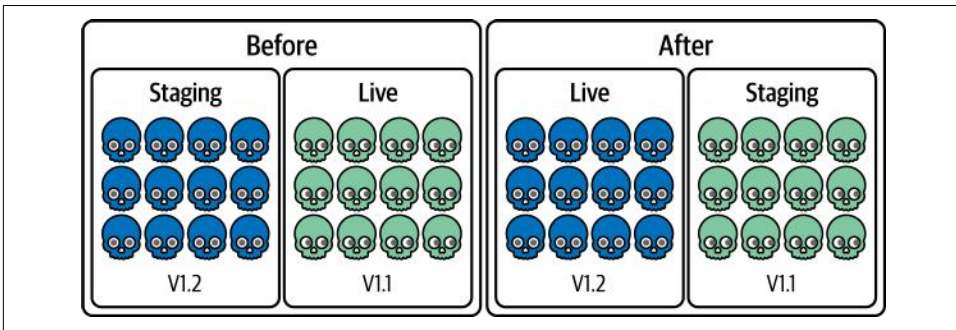 Before
After
Staging
Live
Live
Staging
V1.2
V1.1
V1.2
V1.1